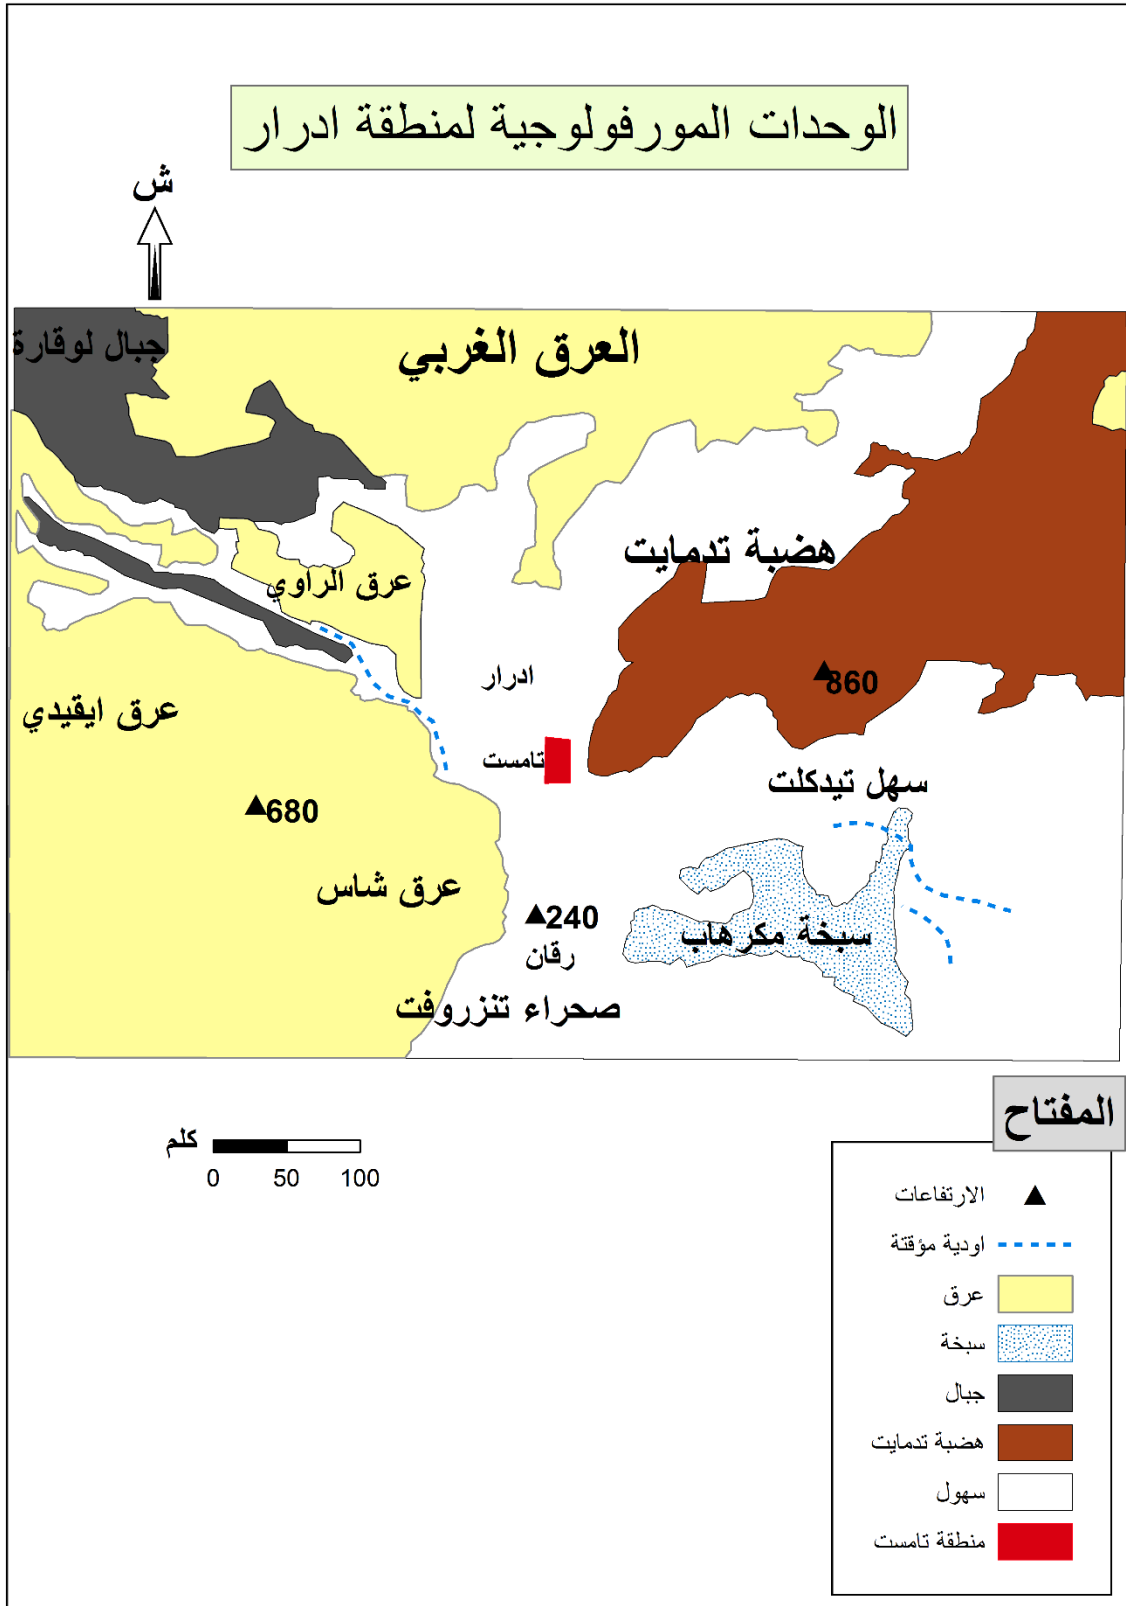 الوحدات المورفولوجية لمنطقة ادرار
ش
جبال لوقارة
العرق الغربي
هضبة تدمايت
عرق الراوي
ادرار
860
عرق ايقيدي
تامست
سهل تيدكلت
680
عرق شاس
240
سبخة مكرهاب
رقان
صحراء تنزروفت
المفتاح
كلم
0 50 100
الارتفاعات
اودية مؤقتة
عرق
سبخة
جبال
هضبة تدمايت
سهول
منطقة تامست